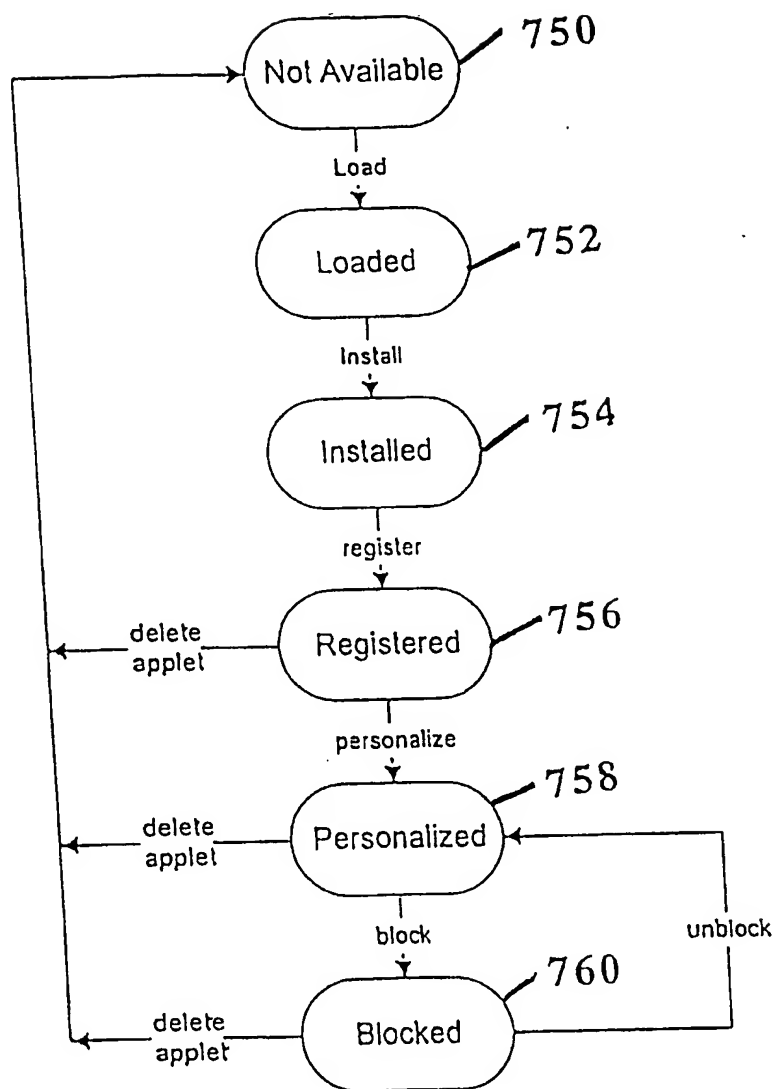 750
Not Available
Load
752
Loaded
Install
754
Installed
register
756
Registered
delete
applet
personalize
758
Personalized
delete
applet
block
unblock
760
Blocked
delete
applet